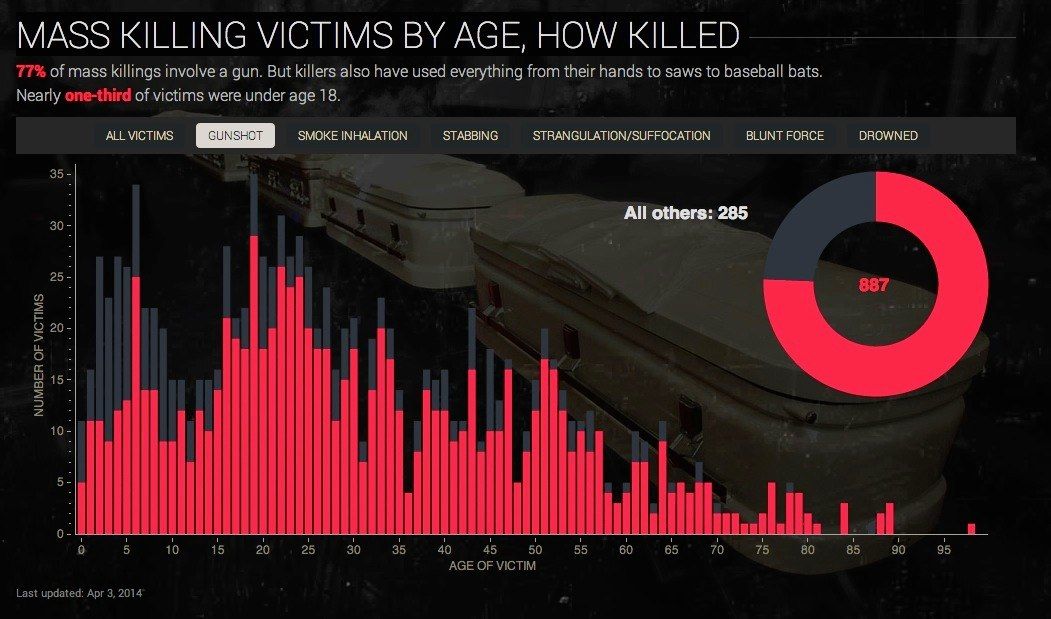 MASS KILLING VICTIMS BY AGE, HOW KILLED
77% of mass killings involve a gun. But killers also have used everything from their hands to saws to baseball bats.
Nearly one-third of victims were under age 18.
ALL VICTIMS GUNSHOT SMOKE INHALATION STABBING STRANGULATION/SUFFOCATION BLUNT FORCE DROWNED
35
All others: 285
30
25
887
20
NUMBER OF VICTIMS
15
10
5
0
0 5 10 15 20 25 30 35 40 45 50 55 60 65 70 75 80 85 90 95
AGE OF VICTIM
Last updated: Apr 3, 2014